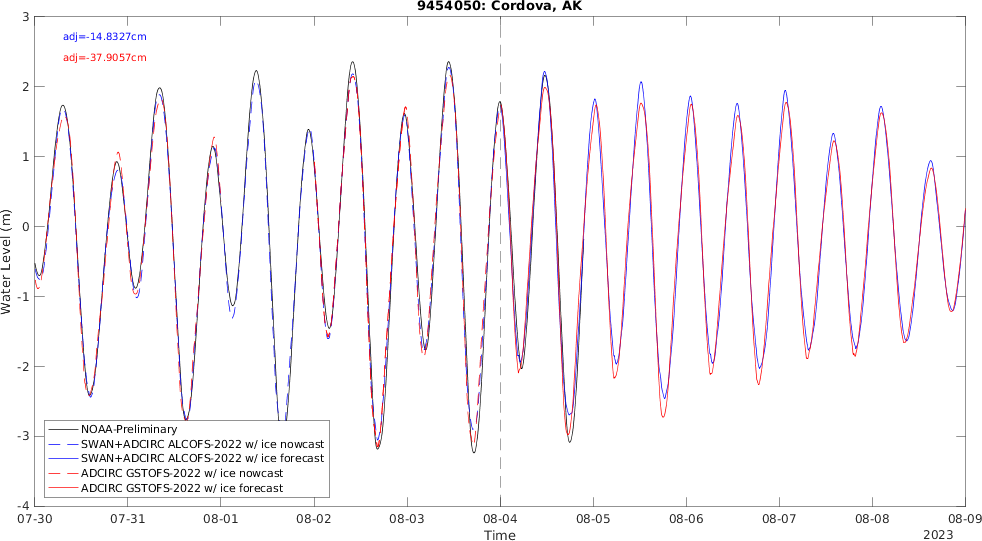 9454050: Cordova, AK
adj=-14.8327cm
adj=-37.9057cm
3
2
1
0
-1
-2
-3
-4
Water Level (m)
NOAA-Preliminary
SWAN+ADCIRC ALCOFS-2022 w/ ice nowcast
SWAN+ADCIRC ALCOFS-2022 w/ ice forecast
ADCIRC GSTOFS-2022 w/ ice nowcast
ADCIRC GSTOFS-2022 w/ ice forecast
07-30 07-31 08-01 08-02 08-03 08-04 08-05 08-06 08-07 08-08 08-09
Time
2023